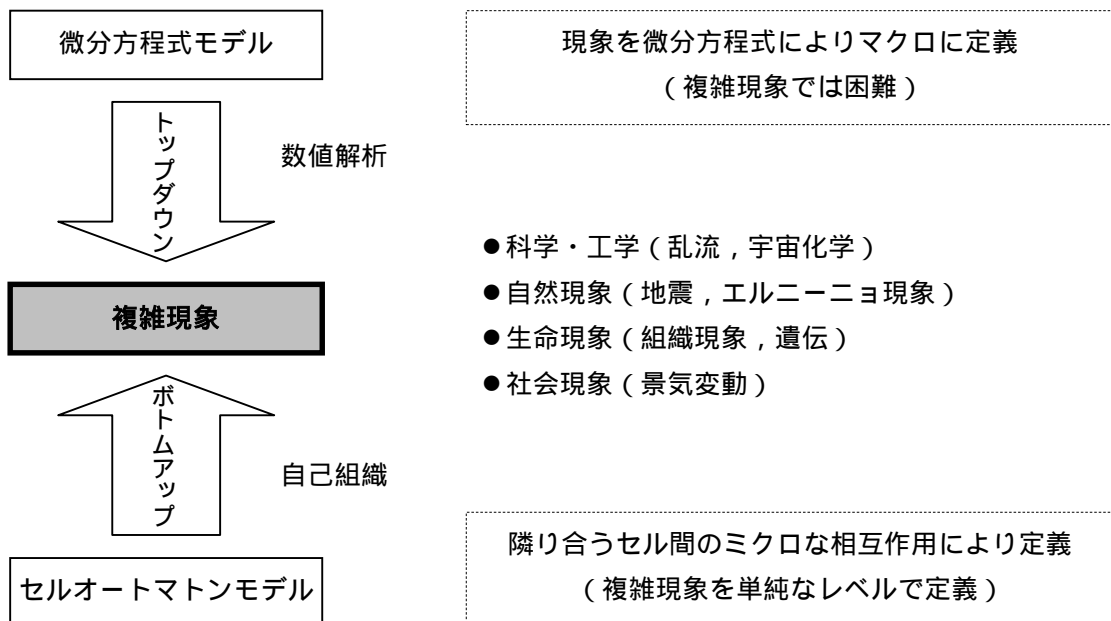 微分方程式モデル
現象を微分方程式によりマクロに定義
（複雑現象では困難）
トップダウン
数値解析
●科学・工学（乱流，宇宙化学）
●自然現象（地震，エルニーニョ現象）
●生命現象（組織現象，遺伝）
●社会現象（景気変動）
複雑現象
ボトムアップ
自己組織
隣り合うセル間のミクロな相互作用により定義
（複雑現象を単純なレベルで定義）
セルオートマトンモデル